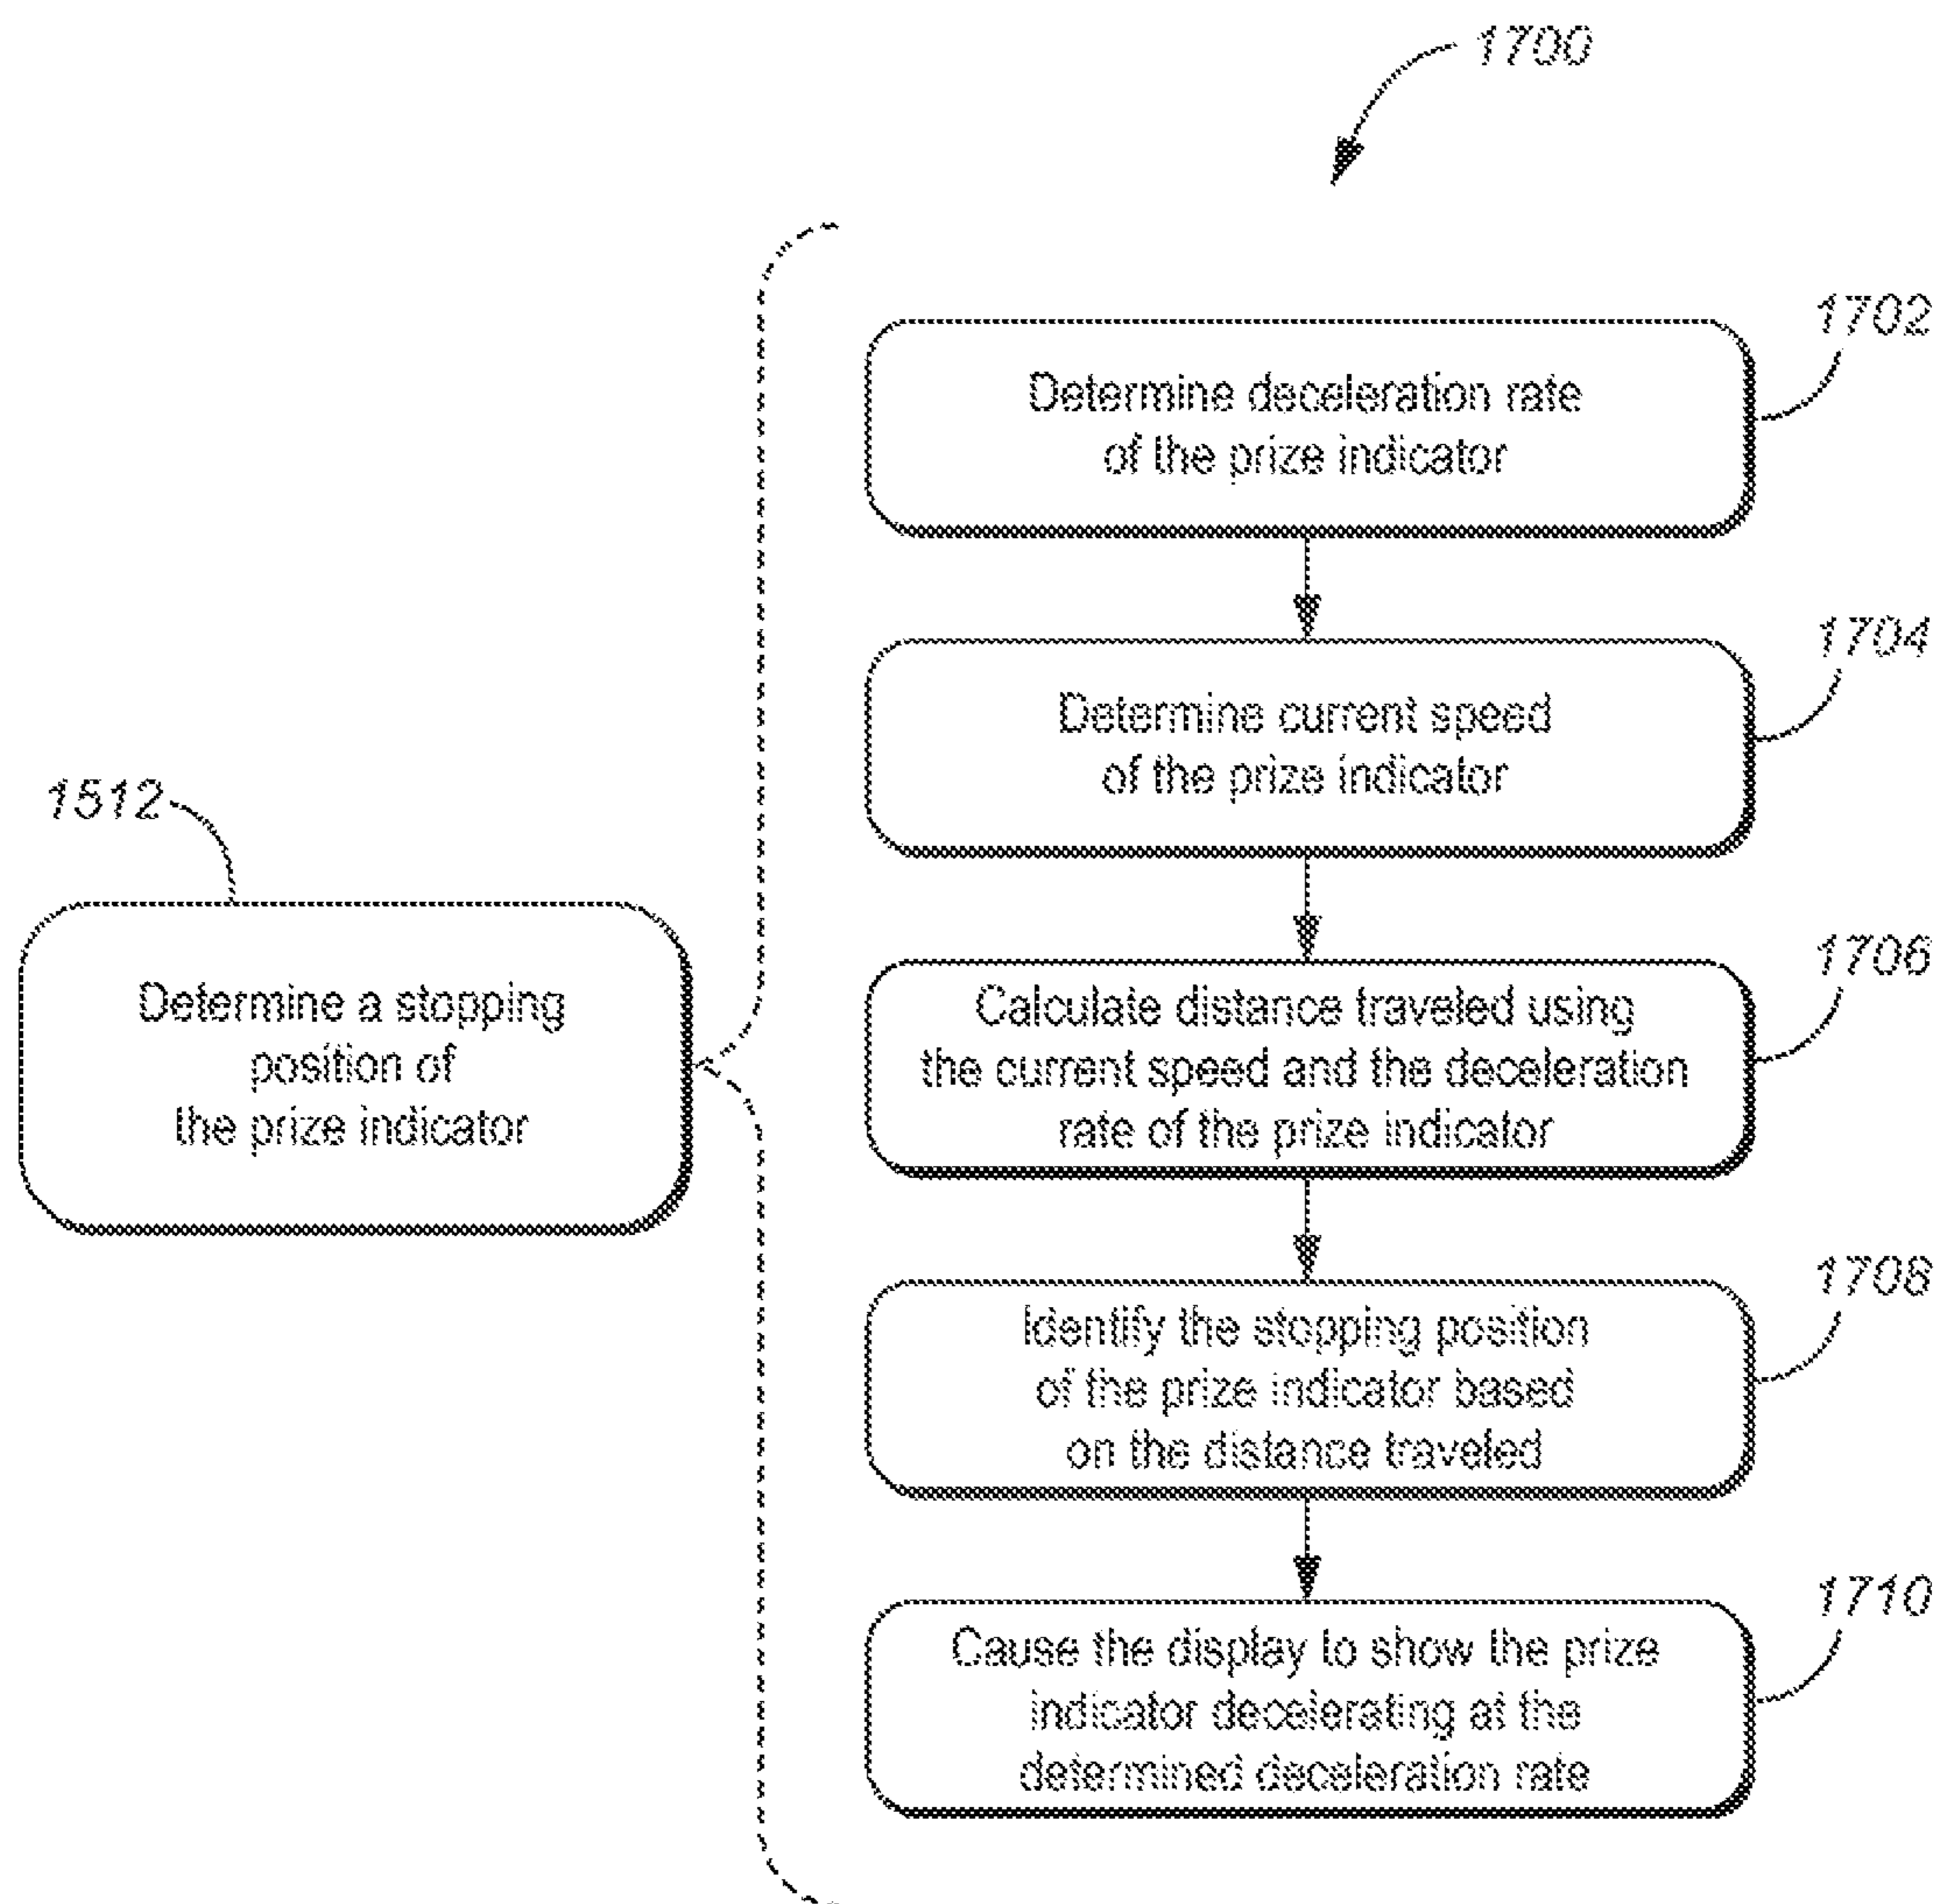 1700
1702
Determine deceleration rate
of the prize indicator
1704
Determine current speed
of the prize indicator
1512
Determine a stopping
position of
the prize indicator
1706
Calculate distance traveled using
the current speed and the deceleration
rate of the prize indicator
1708
Identify the stopping position
of the prize indicator based
on the distance traveled
1710
Cause the display to show the prize
indicator decelerating at the
determined deceleration rate